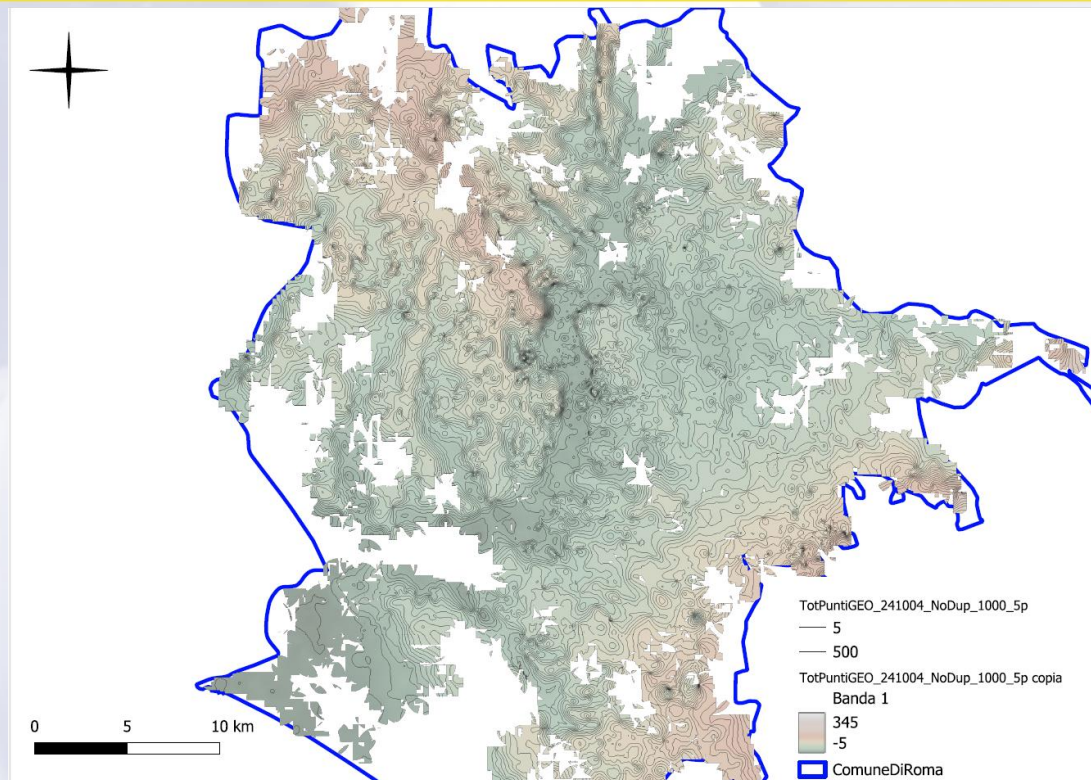 0 5 10 km
TotPuntiGEO_241004_NoDup_1000_5p
5
500
TotPuntiGEO_241004_NoDup_1000_5p copia
Banda 1
345
-5
ComuneDiRoma